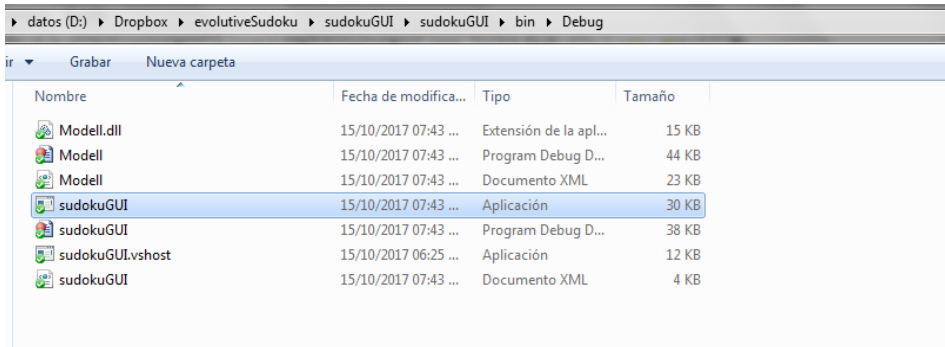 datos (D:) ▸ Dropbox ▸ evolutiveSudoku ▸ sudokuGUI ▸ sudokuGUI ▸ bin ▸ Debug
ir Grabar Nueva carpeta
Nombre Fecha de modifica... Tipo Tamaño
Modell.dll 15/10/2017 07:43 ... Extensión de la apl... 15 KB
Modell 15/10/2017 07:43 ... Program Debug D... 44 KB
Modell 15/10/2017 07:43 ... Documento XML 23 KB
sudokuGUI 15/10/2017 07:43 ... Aplicación 30 KB
sudokuGUI 15/10/2017 07:43 ... Program Debug D... 38 KB
sudokuGUI.vshost 15/10/2017 06:25 ... Aplicación 12 KB
sudokuGUI 15/10/2017 07:43 ... Documento XML 4 KB